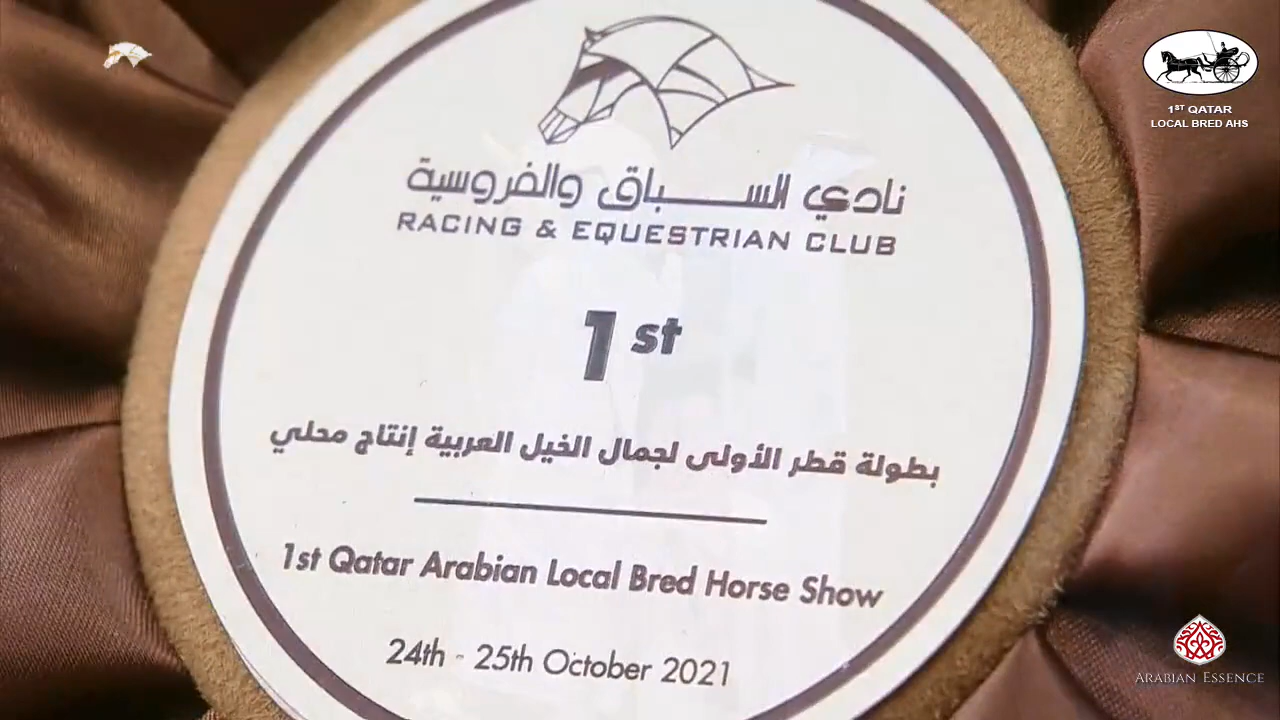 نادي السباق والفروسية
RACING & EQUESTRIAN CLUB
1st
بطولة قطر الأولى لجمال الخيل العربية إنتاج محلي
1st Qatar Arabian Local Bred Horse Show
24th - 25th October 2021
1ST QATAR
LOCAL BRED AHS
ARABIAN ESSENCE